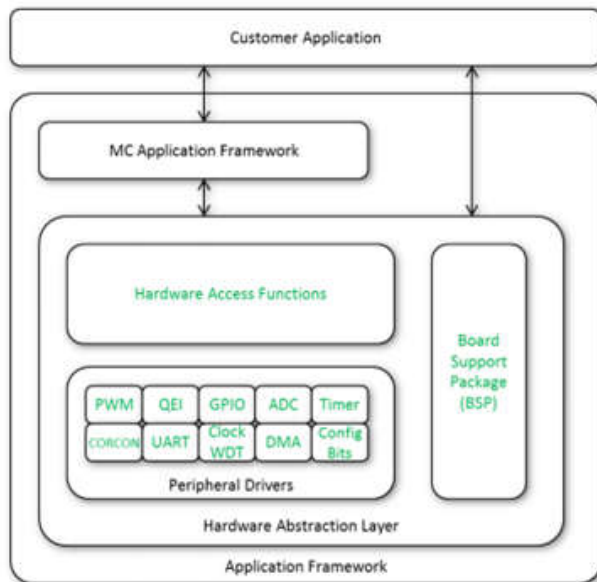 Customer Application
MC Application Framework
Hardware Access Functions
Board
Support
Package
(BSP)
PWM QEI GPIO ADC Timer
CORCON UART Clock WDT DMA Config Bits
Peripheral Drivers
Hardware Abstraction Layer
Application Framework